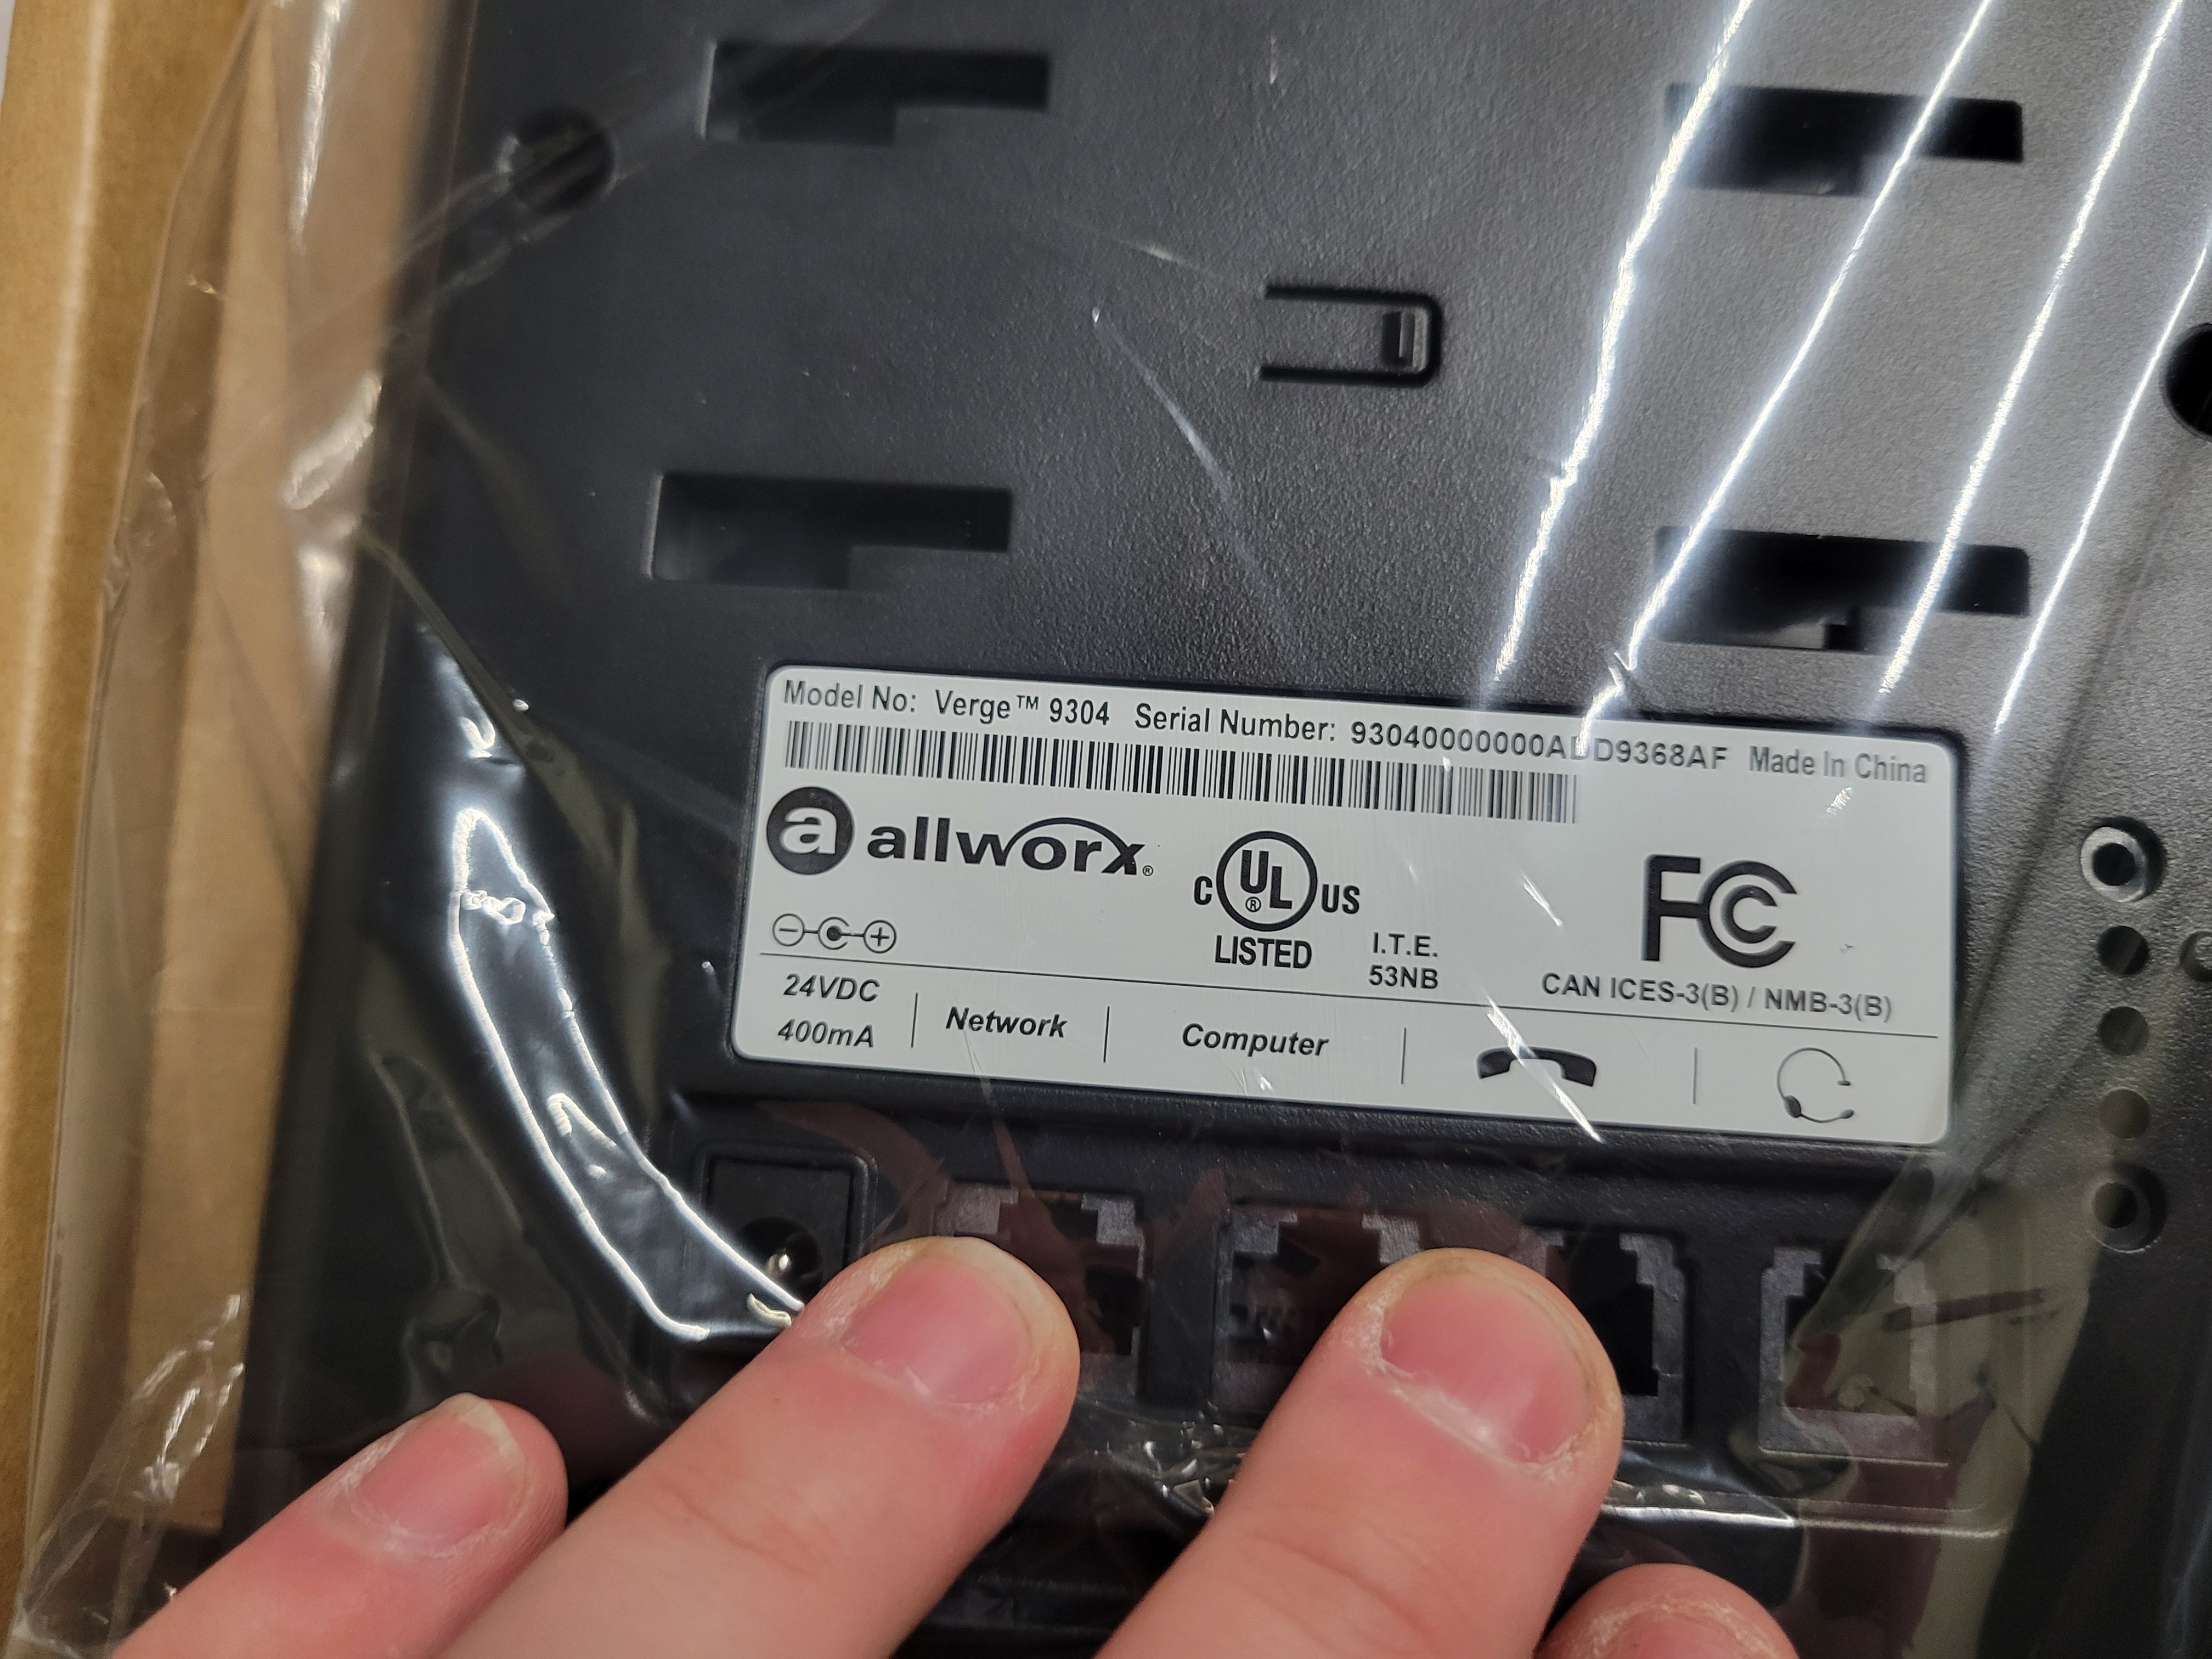 Model No: Verge™ 9304 Serial Number: 93040000000ADD9368AF Made In China
a allworx®
C UL® US
LISTED
I.T.E.
53NB
FCC
CAN ICES-3(B) / NMB-3(B)
24VDC
400mA
Network
Computer